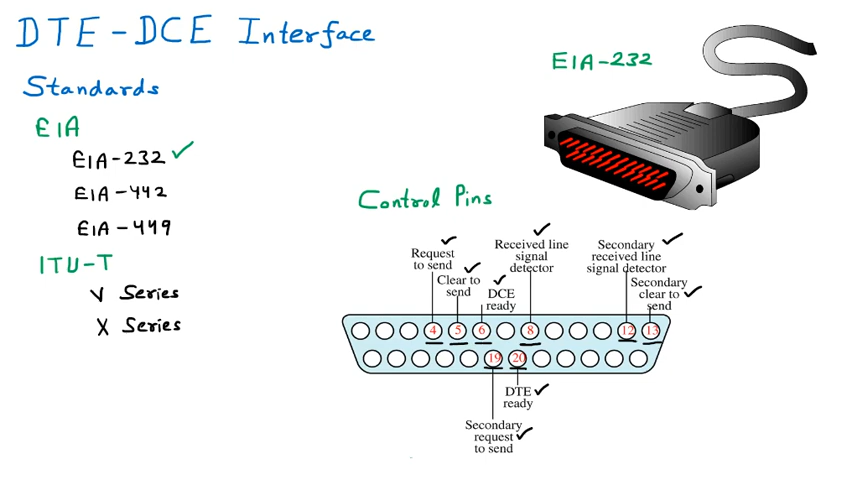 DTE-DCE Interface
EIA-232
Standards
EIA
EIA-232
EIA-442
EIA-449
ITU-T
V Series
X Series
Control Pins
Request
to send
Clear to
send
DCE
ready
Received line
signal
detector
Secondary
received line
signal detector
Secondary
clear to
send
4 5 6 8 12 13
19 20
DTE
ready
Secondary
request
to send